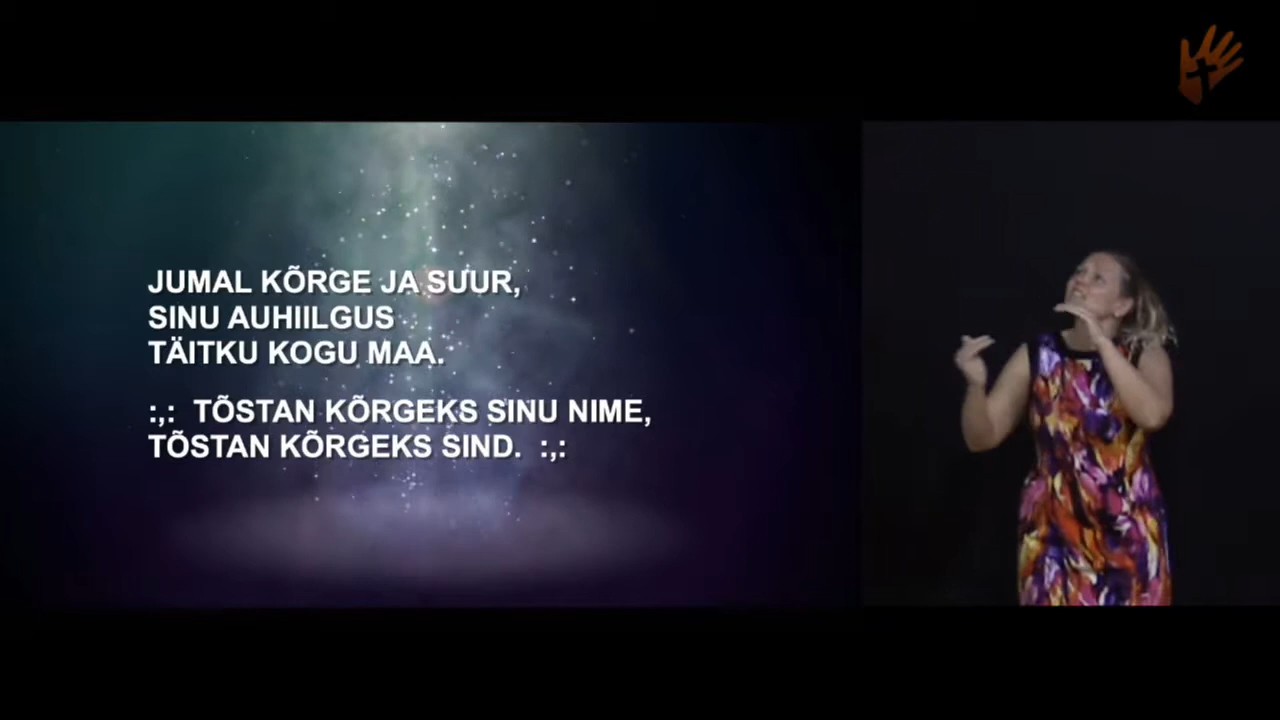 JUMAL KÕRGE JA SUUR,
SINU AUHIILGUS
TÄITKU KOGU MAA.
:,: TÕSTAN KÕRGEKS SINU NIME,
TÕSTAN KÕRGEKS SIND. :,: